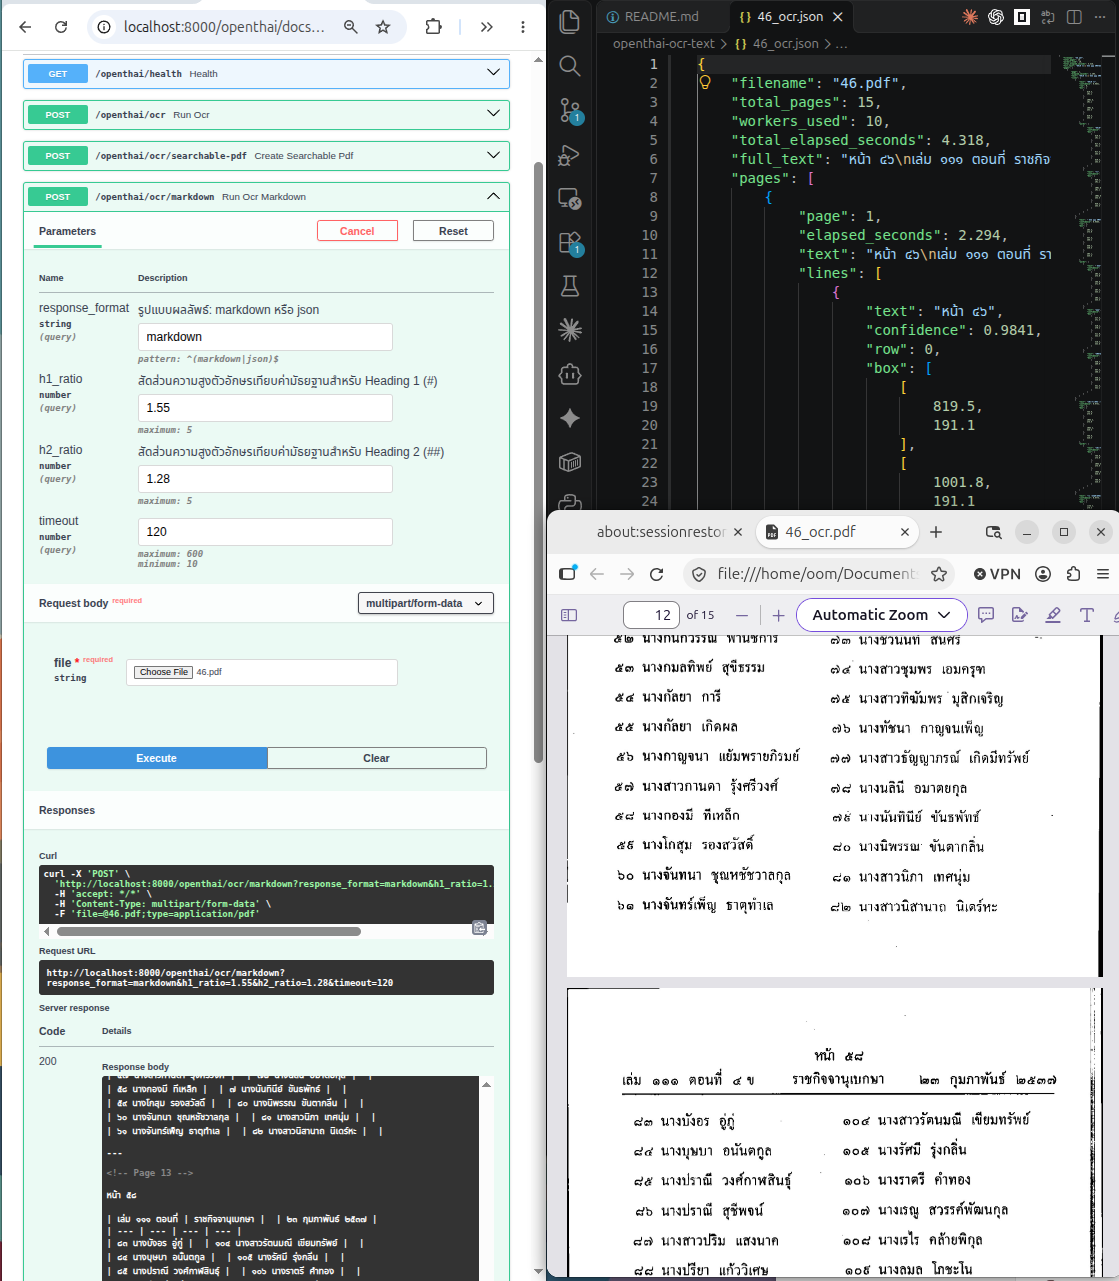 localhost:8000/openthai/docs...
GET /openthai/health Health
POST /openthai/ocr Run Ocr
POST /openthai/ocr/searchable-pdf Create Searchable Pdf
POST /openthai/ocr/markdown Run Ocr Markdown
Parameters
Cancel
Reset
Name Description
response_format รูปแบบผลลัพธ์: markdown หรือ json
string
(query)
markdown
pattern: ^(markdown|json)$
h1_ratio สัดส่วนความสูงตัวอักษรเทียบค่ามัธยฐานสำหรับ Heading 1 (#)
number
(query)
1.55
maximum: 5
h2_ratio สัดส่วนความสูงตัวอักษรเทียบค่ามัธยฐานสำหรับ Heading 2 (##)
number
(query)
1.28
maximum: 5
timeout
number
(query)
120
maximum: 600
minimum: 10
Request body required
multipart/form-data
file * required
string
Choose File 46.pdf
Execute
Clear
Responses
Curl
curl -X 'POST' \
'http://localhost:8000/openthai/ocr/markdown?response_format=markdown&h1_ratio=1.
-H 'accept: */*' \
-H 'Content-Type: multipart/form-data' \
-F 'file=@46.pdf;type=application/pdf'
Request URL
http://localhost:8000/openthai/ocr/markdown?
response_format=markdown&h1_ratio=1.55&h2_ratio=1.28&timeout=120
Server response
Code Details
200
Response body
| ๕๘ นางกองมี ทีเหล็ก | | ๗ นางนันทินีย์ ขันธพัทธ์ | |
| ๕๙ นางโกสุม รองสวัสดี | | ๘๐ นางนิพรรณ ขันตากลิ่น | |
| ๖๐ นางจันทนา ชุณหชัชวาลกุล | | ๘๑ นางสาวนิภา เทศนุ่ม | |
| ๖๑ นางจันทร์เพ็ญ ธาตุทำเล | | ๘๒ นางสาวนิสานาถ นิเตร์หะ | |
---
<!-- Page 13 -->
หน้า ๕๘
| เล่ม ๑๑๑ ตอนที่ | ราชกิจจานุเบกษา | | ๒๓ กุมภาพันธ์ ๒๕๓๗ |
| --- | --- | --- | --- |
| ๘๓ นางบังอร อู่กู่ | | ๑๐๔ นางสาวรัตนมณี เขียมทรัพย์ | |
| ๘๔ นางบุษบา อนันตกูล | | ๑๐๕ นางรัศมี รุ่งกลิ่น | |
| ๘๕ นางปราณี วงศ์กาฬสินธุ์ | | ๑๐๖ นางราตรี คำทอง | |
README.md
46_ocr.json
openthai-ocr-text > 46_ocr.json > ...
1 {
2 "filename": "46.pdf",
3 "total_pages": 15,
4 "workers_used": 10,
5 "total_elapsed_seconds": 4.318,
6 "full_text": "หน้า ๔๖\nเล่ม ๑๑๑ ตอนที่ ราชกิจ
7 "pages": [
8 {
9 "page": 1,
10 "elapsed_seconds": 2.294,
11 "text": "หน้า ๔๖\nเล่ม ๑๑๑ ตอนที่ รา
12 "lines": [
13 {
14 "text": "หน้า ๔๖",
15 "confidence": 0.9841,
16 "row": 0,
17 "box": [
18 [
19 819.5,
20 191.1
21 ],
22 [
23 1001.8,
24 191.1
about:sessionrestor
46_ocr.pdf
file:///home/oom/Document
VPN
12 of 15
Automatic Zoom
๕๓ นางกมลทิพย์ สุขีธรรม
๗๔ นางสาวชุมพร เอมครุฑ
๕๔ นางกัลยา การี
๗๕ นางสาวทิฆัมพร มุสิกเจริญ
๕๕ นางกัลยา เกิดผล
๗๖ นางทัชนา กาญจนเพ็ญ
๕๖ นางกาญจนา แย้มพรายภิรมย์
๗๗ นางสาวธัญญาภรณ์ เกิดมีทรัพย์
๕๗ นางสาวกานดา รุ้งศรีวงศ์
๗๘ นางนลินี อมาตยกุล
๕๘ นางกองมี ทีเหล็ก
๗๙ นางนันทินีย์ ขันธพัทธ์
๕๙ นางโกสุม รองสวัสดิ์
๘๐ นางนิพรรณ ขันตากลิ่น
๖๐ นางจันทนา ชุณหชัชวาลกุล
๘๑ นางสาวนิภา เทศนุ่ม
๖๑ นางจันทร์เพ็ญ ธาตุทำเล
๘๒ นางสาวนิสานาถ นิเตร์หะ
หน้า ๕๘
เล่ม ๑๑๑ ตอนที่ ๔ ข ราชกิจจานุเบกษา ๒๓ กุมภาพันธ์ ๒๕๓๗
๘๓ นางบังอร อู่กู่
๑๐๔ นางสาวรัตนมณี เขียมทรัพย์
๘๔ นางบุษบา อนันตกูล
๑๐๕ นางรัศมี รุ่งกลิ่น
๘๕ นางปราณี วงศ์กาฬสินธุ์
๑๐๖ นางราตรี คำทอง
๘๖ นางปราณี สุชีพจน์
๑๐๗ นางเรณู สวรรค์พัฒนกุล
๘๗ นางสาวปริม แสงนาค
๑๐๘ นางเรไร คล้ายพิกุล
๘๘ นางปรียา แก้ววิเศษ
๑๐๙ นางลมล โภชะโน